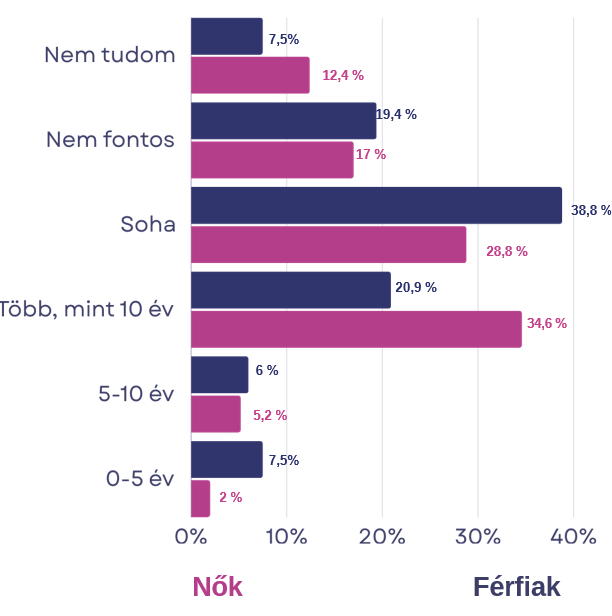 7,5%
Nem tudom
12,4 %
19,4 %
Nem fontos
17 %
38,8 %
Soha
28,8 %
20,9 %
Több, mint 10 év
34,6 %
6 %
5-10 év
5,2 %
7,5%
0-5 év
2 %
0% 10% 20% 30% 40%
Nők Férfiak